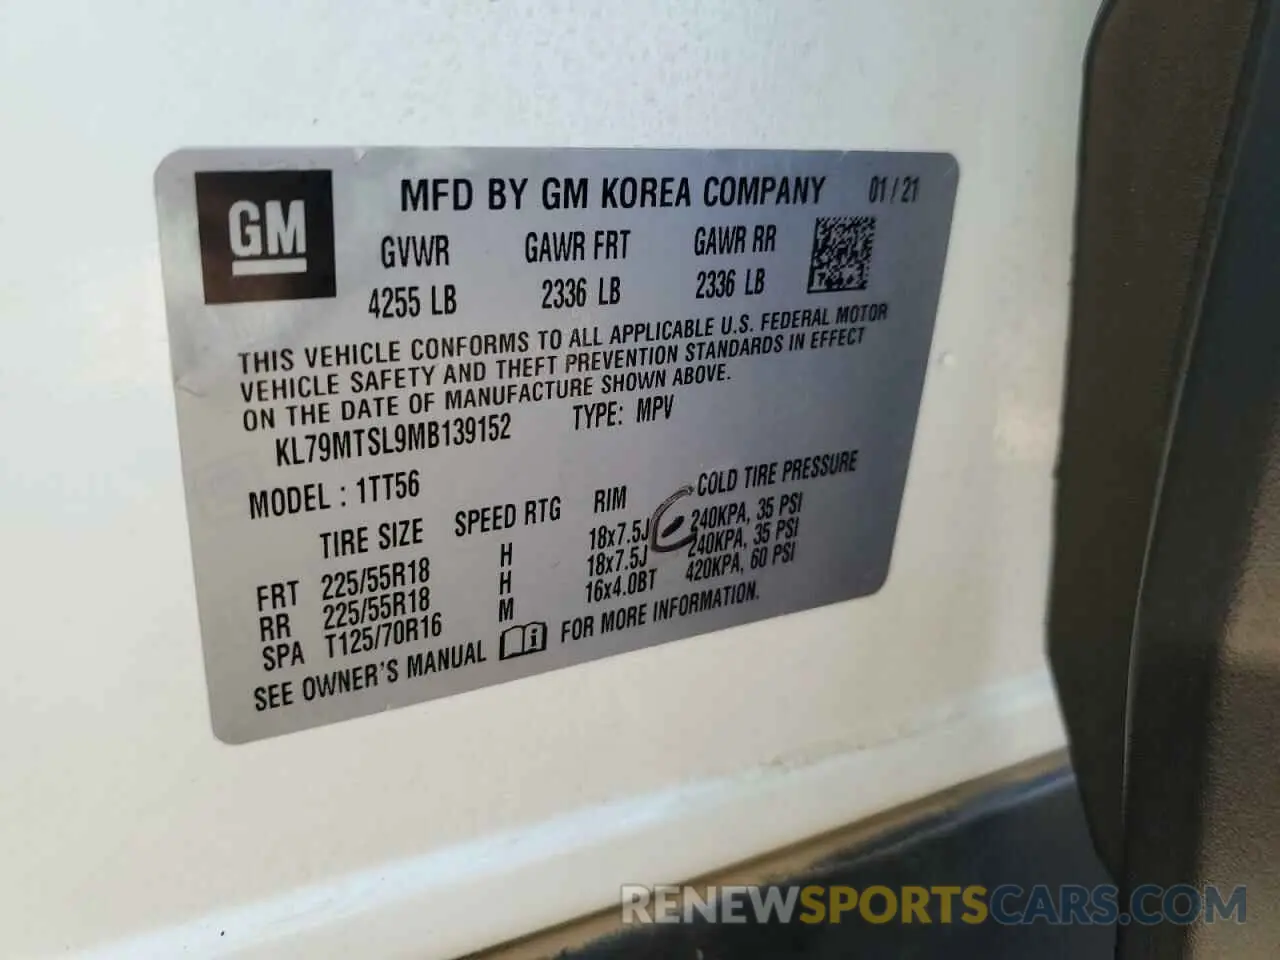 GM
MFD BY GM KOREA COMPANY 01 / 21
GVWR GAWR FRT GAWR RR
4255 LB 2336 LB 2336 LB
THIS VEHICLE CONFORMS TO ALL APPLICABLE U.S. FEDERAL MOTOR
VEHICLE SAFETY AND THEFT PREVENTION STANDARDS IN EFFECT
ON THE DATE OF MANUFACTURE SHOWN ABOVE.
KL79MTSL9MB139152 TYPE: MPV
MODEL : 1TT56
TIRE SIZE SPEED RTG RIM COLD TIRE PRESSURE
FRT 225/55R18 H 18x7.5J 240KPA, 35 PSI
RR 225/55R18 H 18x7.5J 240KPA, 35 PSI
SPA T125/70R16 M 16x4.0BT 420KPA, 60 PSI
SEE OWNER'S MANUAL FOR MORE INFORMATION.
RENEWSPORTSCARS.COM